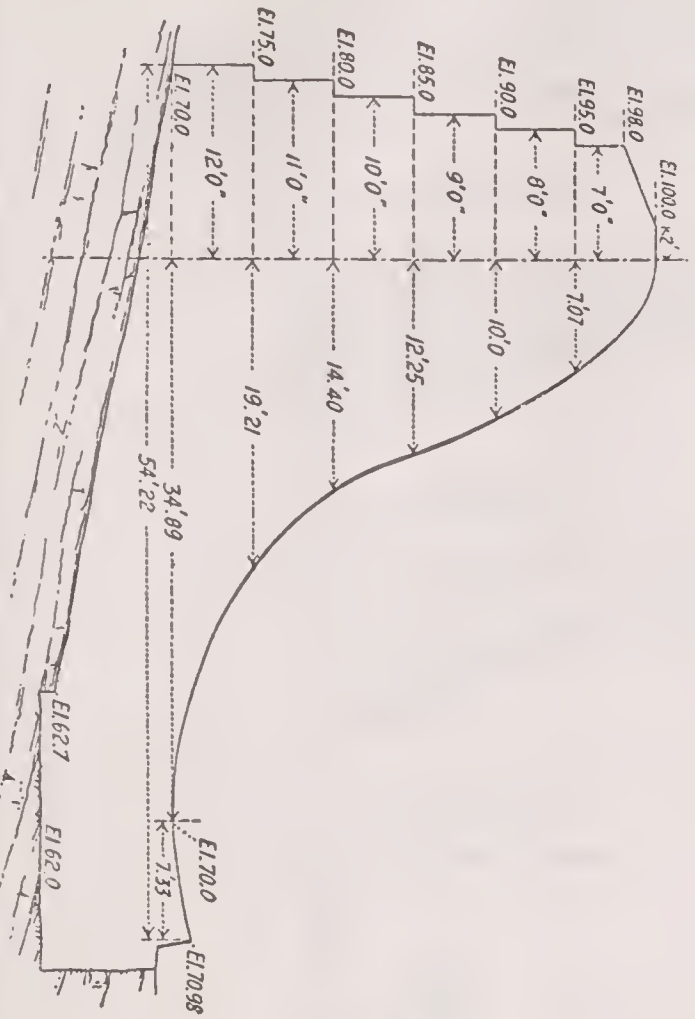 El. 100.0 K2'
El. 98.0
El. 95.0
7'0"
7'.07
El. 90.0
8'0"
10'.0
El. 85.0
9'0"
12'.25
El. 80.0
10'0"
14'.40
El. 75.0
11'0"
19'.21
El. 70.0
12'0"
34'.89
54'.22
El. 70.0
7'.33
El. 70.98
El. 62.7
El. 62.0